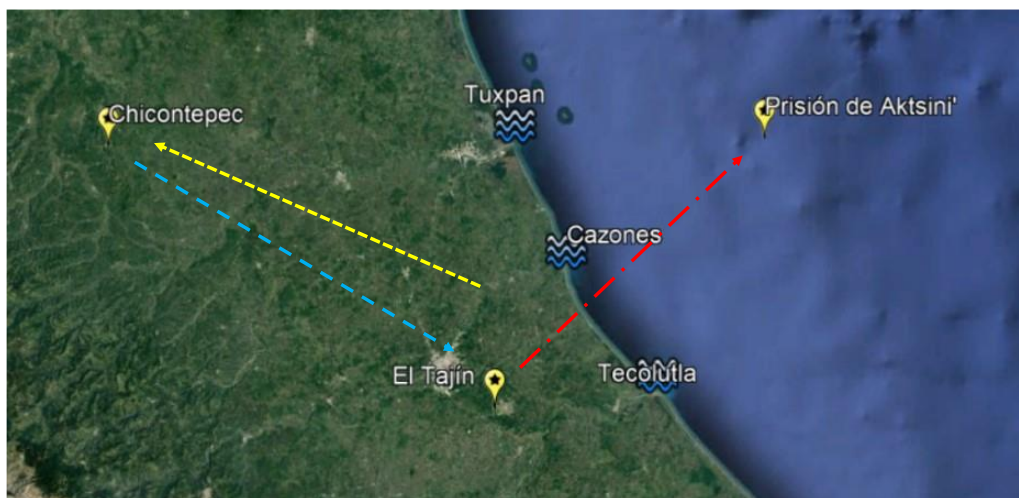 Tuxpan
Chicontepec
Prisión de Aktsini'
Cazones
El Tajín
Tecolutla